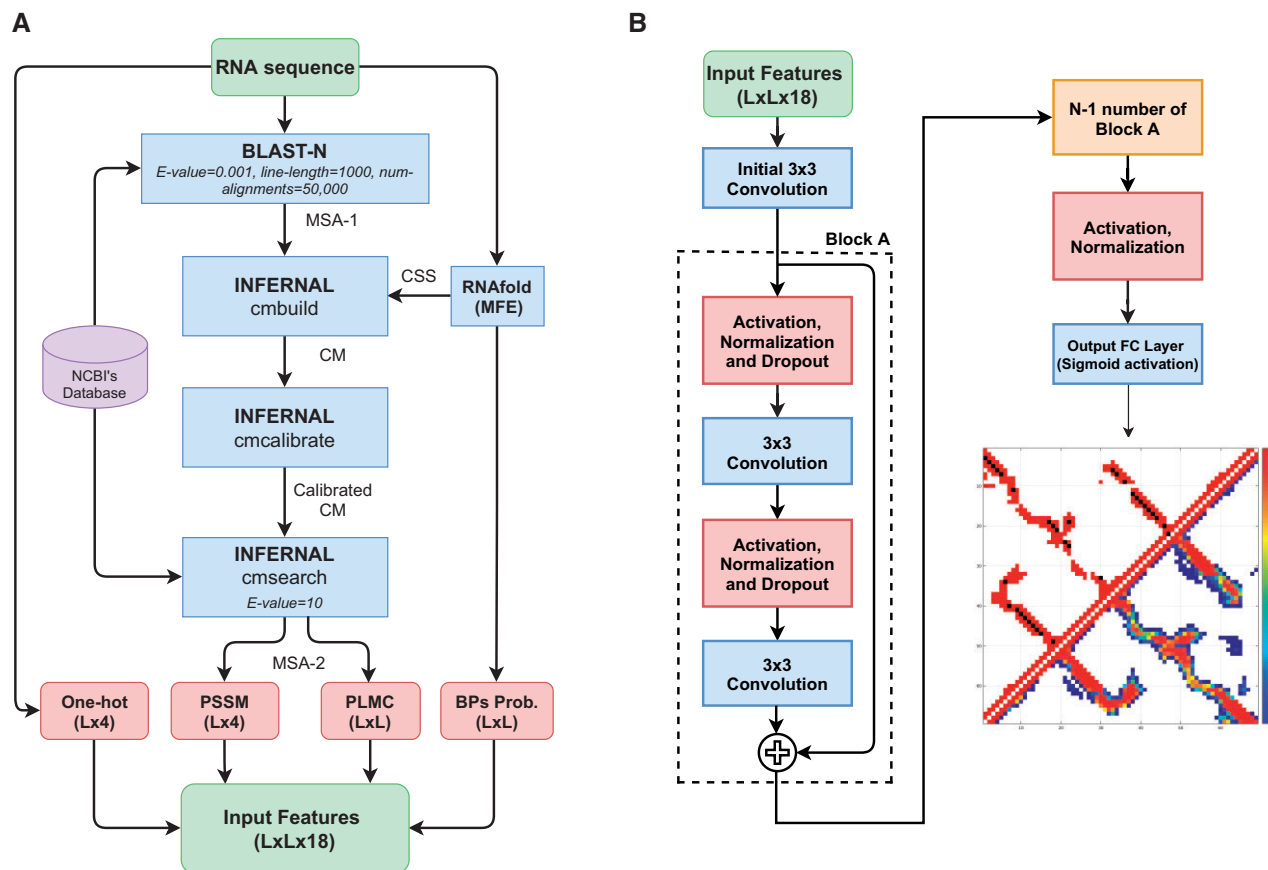 A
RNA sequence
BLAST-N
E-value=0.001, line-length=1000, num-
alignments=50,000
MSA-1
INFERNAL
cmbuild
CSS
RNAfold
(MFE)
CM
NCBI's
Database
INFERNAL
cmcalibrate
Calibrated
CM
INFERNAL
cmsearch
E-value=10
MSA-2
One-hot
(Lx4)
PSSM
(Lx4)
PLMC
(LxL)
BPs Prob.
(LxL)
Input Features
(LxLx18)
B
Input Features
(LxLx18)
Initial 3x3
Convolution
Block A
Activation,
Normalization
and Dropout
3x3
Convolution
Activation,
Normalization
and Dropout
3x3
Convolution
N-1 number of
Block A
Activation,
Normalization
Output FC Layer
(Sigmoid activation)